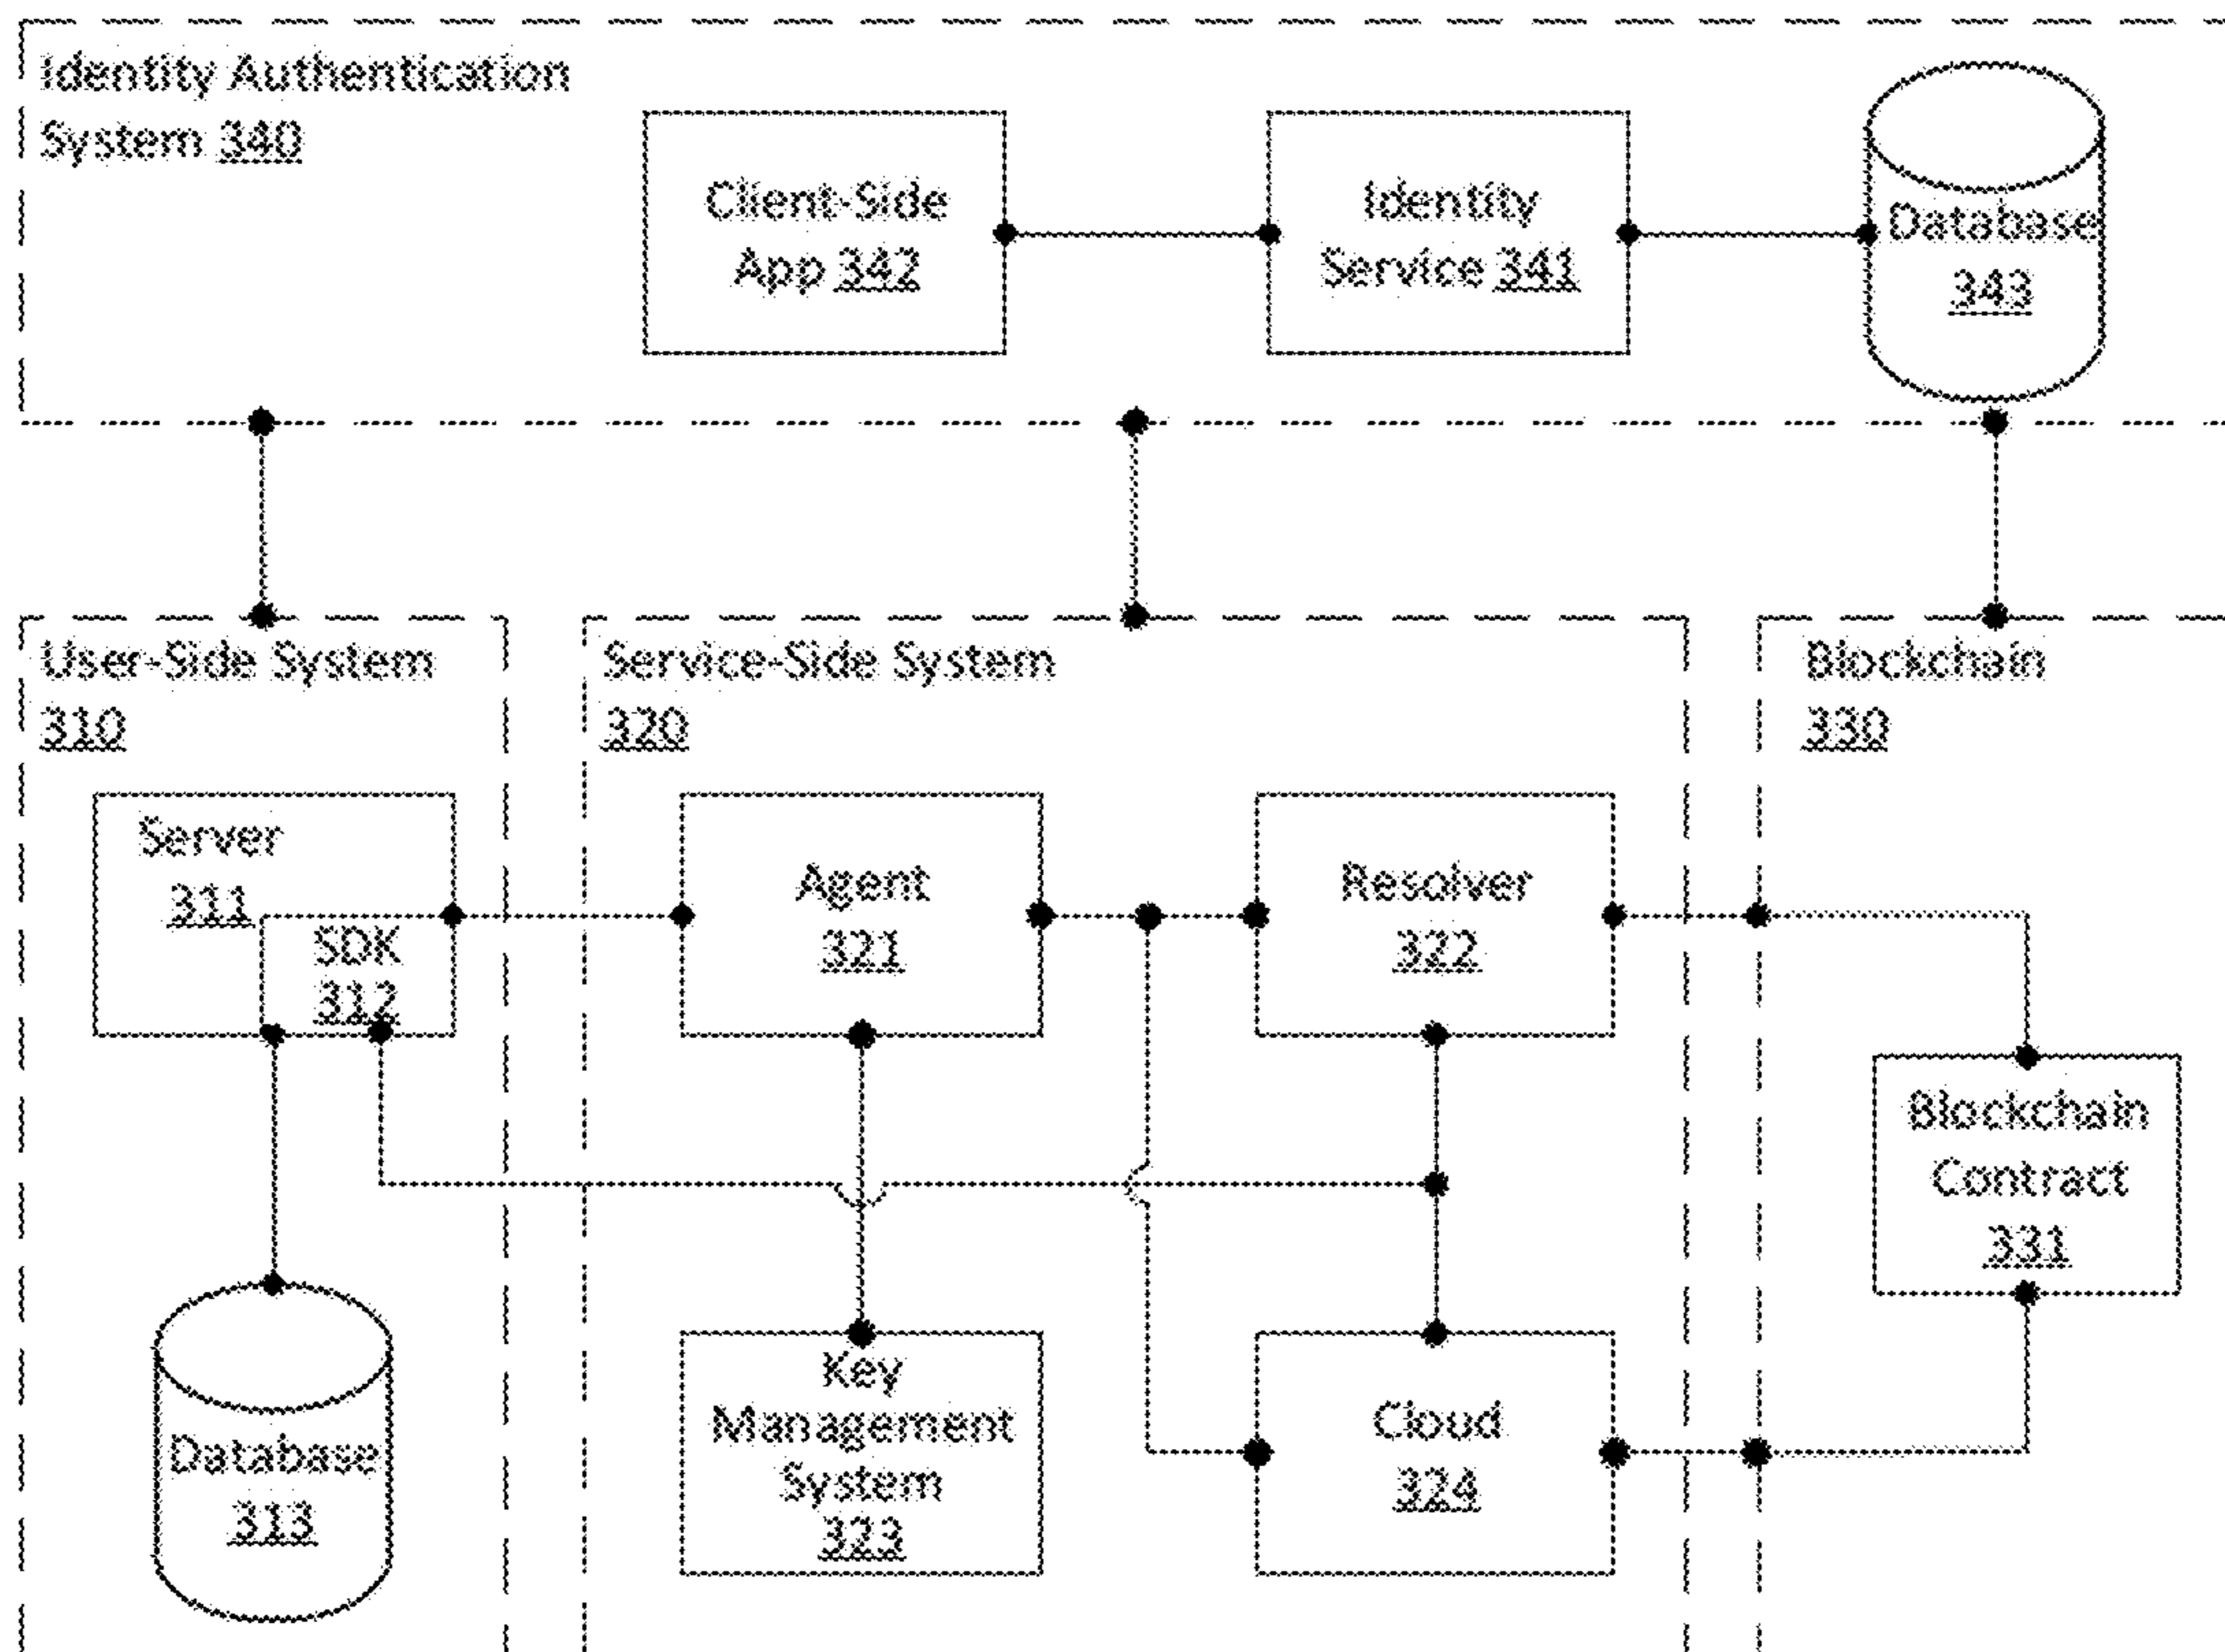 Identity Authentication
System 340
Client-Side
App 342
Identity
Service 341
Database
343
User-Side System
310
Service-Side System
320
Blockchain
330
Server
311
SDK
312
Agent
321
Resolver
322
Blockchain
Contract
331
Database
313
Key
Management
System
323
Cloud
324